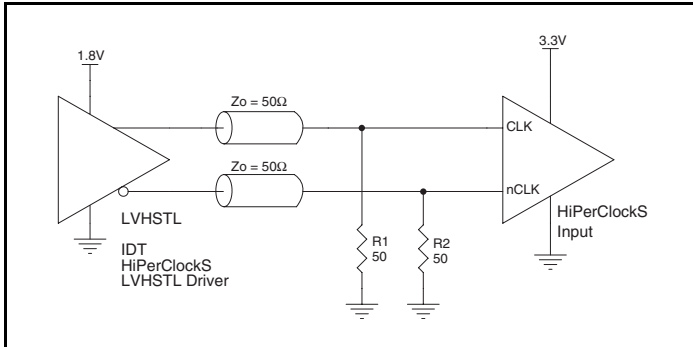 1.8V
3.3V
Zo = 50Ω
CLK
Zo = 50Ω
nCLK
LVHSTL
IDT
HiPerClockS
LVHSTL Driver
R1
50
R2
50
HiPerClockS
Input